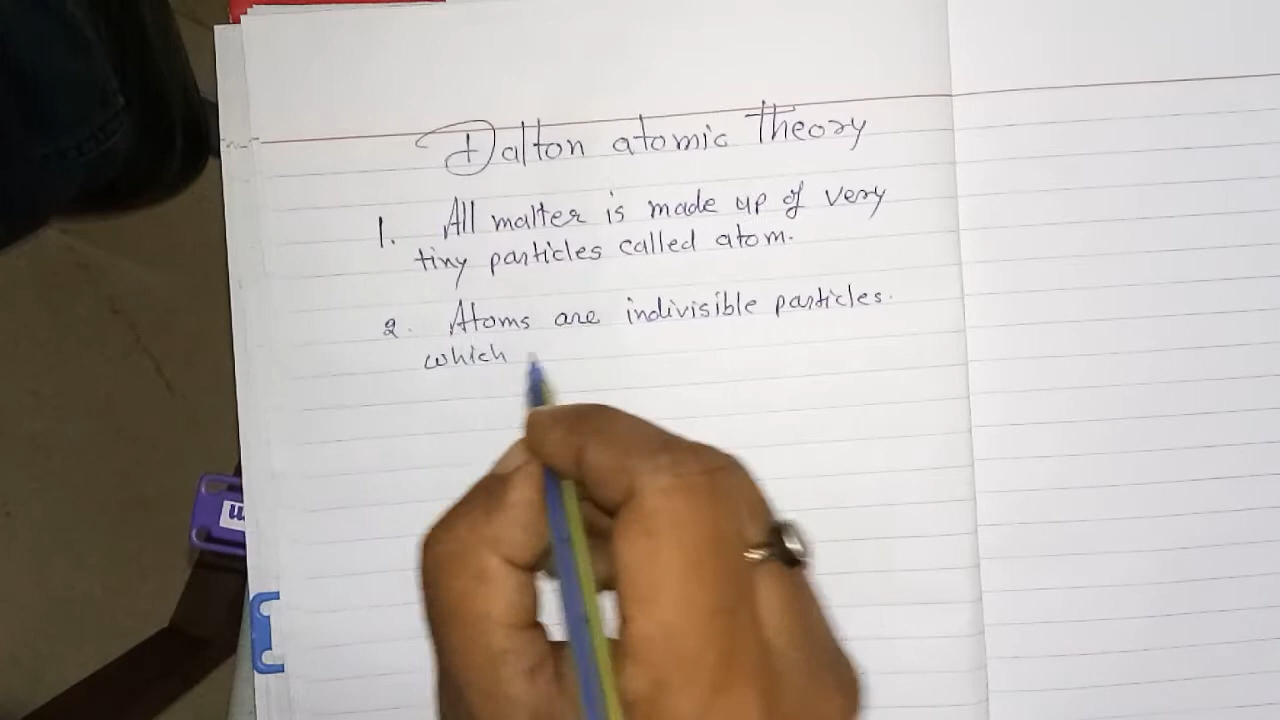 Dalton atomic theory
1. All matter is made up of very
tiny particles called atom.
2. Atoms are indivisible particles.
which